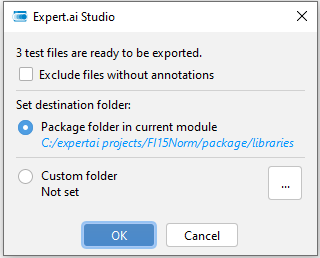 Expert.ai Studio
3 test files are ready to be exported.
Exclude files without annotations
Set destination folder:
Package folder in current module
C:/expertai projects/FI15Norm/package/libraries
Custom folder
Not set
...
OK
Cancel